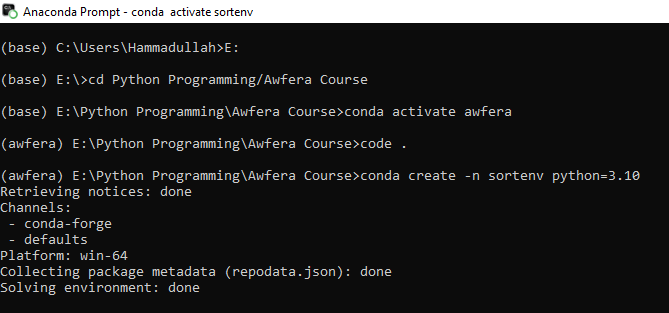 Anaconda Prompt - conda  activate sortenv
(base) C:\Users\Hammadullah>E:
(base) E:\>cd Python Programming/Awfera Course
(base) E:\Python Programming\Awfera Course>conda activate awfera
(awfera) E:\Python Programming\Awfera Course>code .
(awfera) E:\Python Programming\Awfera Course>conda create -n sortenv python=3.10
Retrieving notices: done
Channels:
 - conda-forge
 - defaults
Platform: win-64
Collecting package metadata (repodata.json): done
Solving environment: done